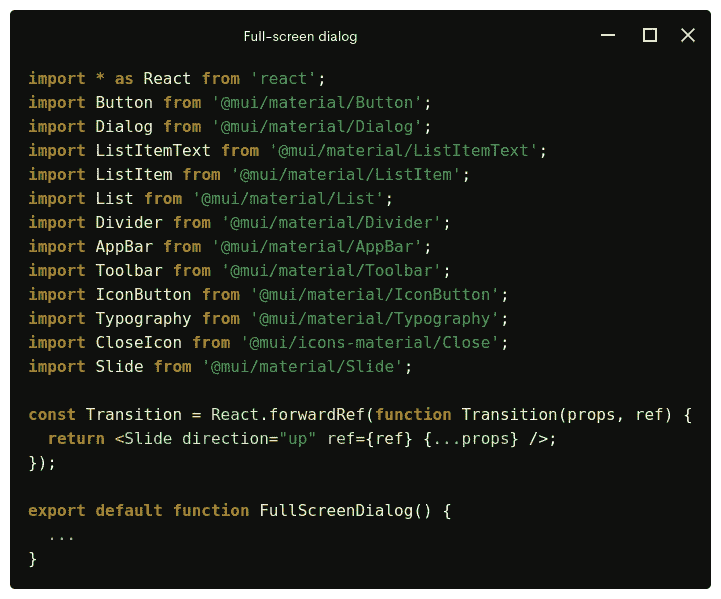 Full-screen dialog
import * as React from 'react';
import Button from '@mui/material/Button';
import Dialog from '@mui/material/Dialog';
import ListItemText from '@mui/material/ListItemText';
import ListItem from '@mui/material/ListItem';
import List from '@mui/material/List';
import Divider from '@mui/material/Divider';
import AppBar from '@mui/material/AppBar';
import Toolbar from '@mui/material/Toolbar';
import IconButton from '@mui/material/IconButton';
import Typography from '@mui/material/Typography';
import CloseIcon from '@mui/icons-material/Close';
import Slide from '@mui/material/Slide';

const Transition = React.forwardRef(function Transition(props, ref) {
  return <Slide direction="up" ref={ref} {...props} />;
});

export default function FullScreenDialog() {
  ...
}